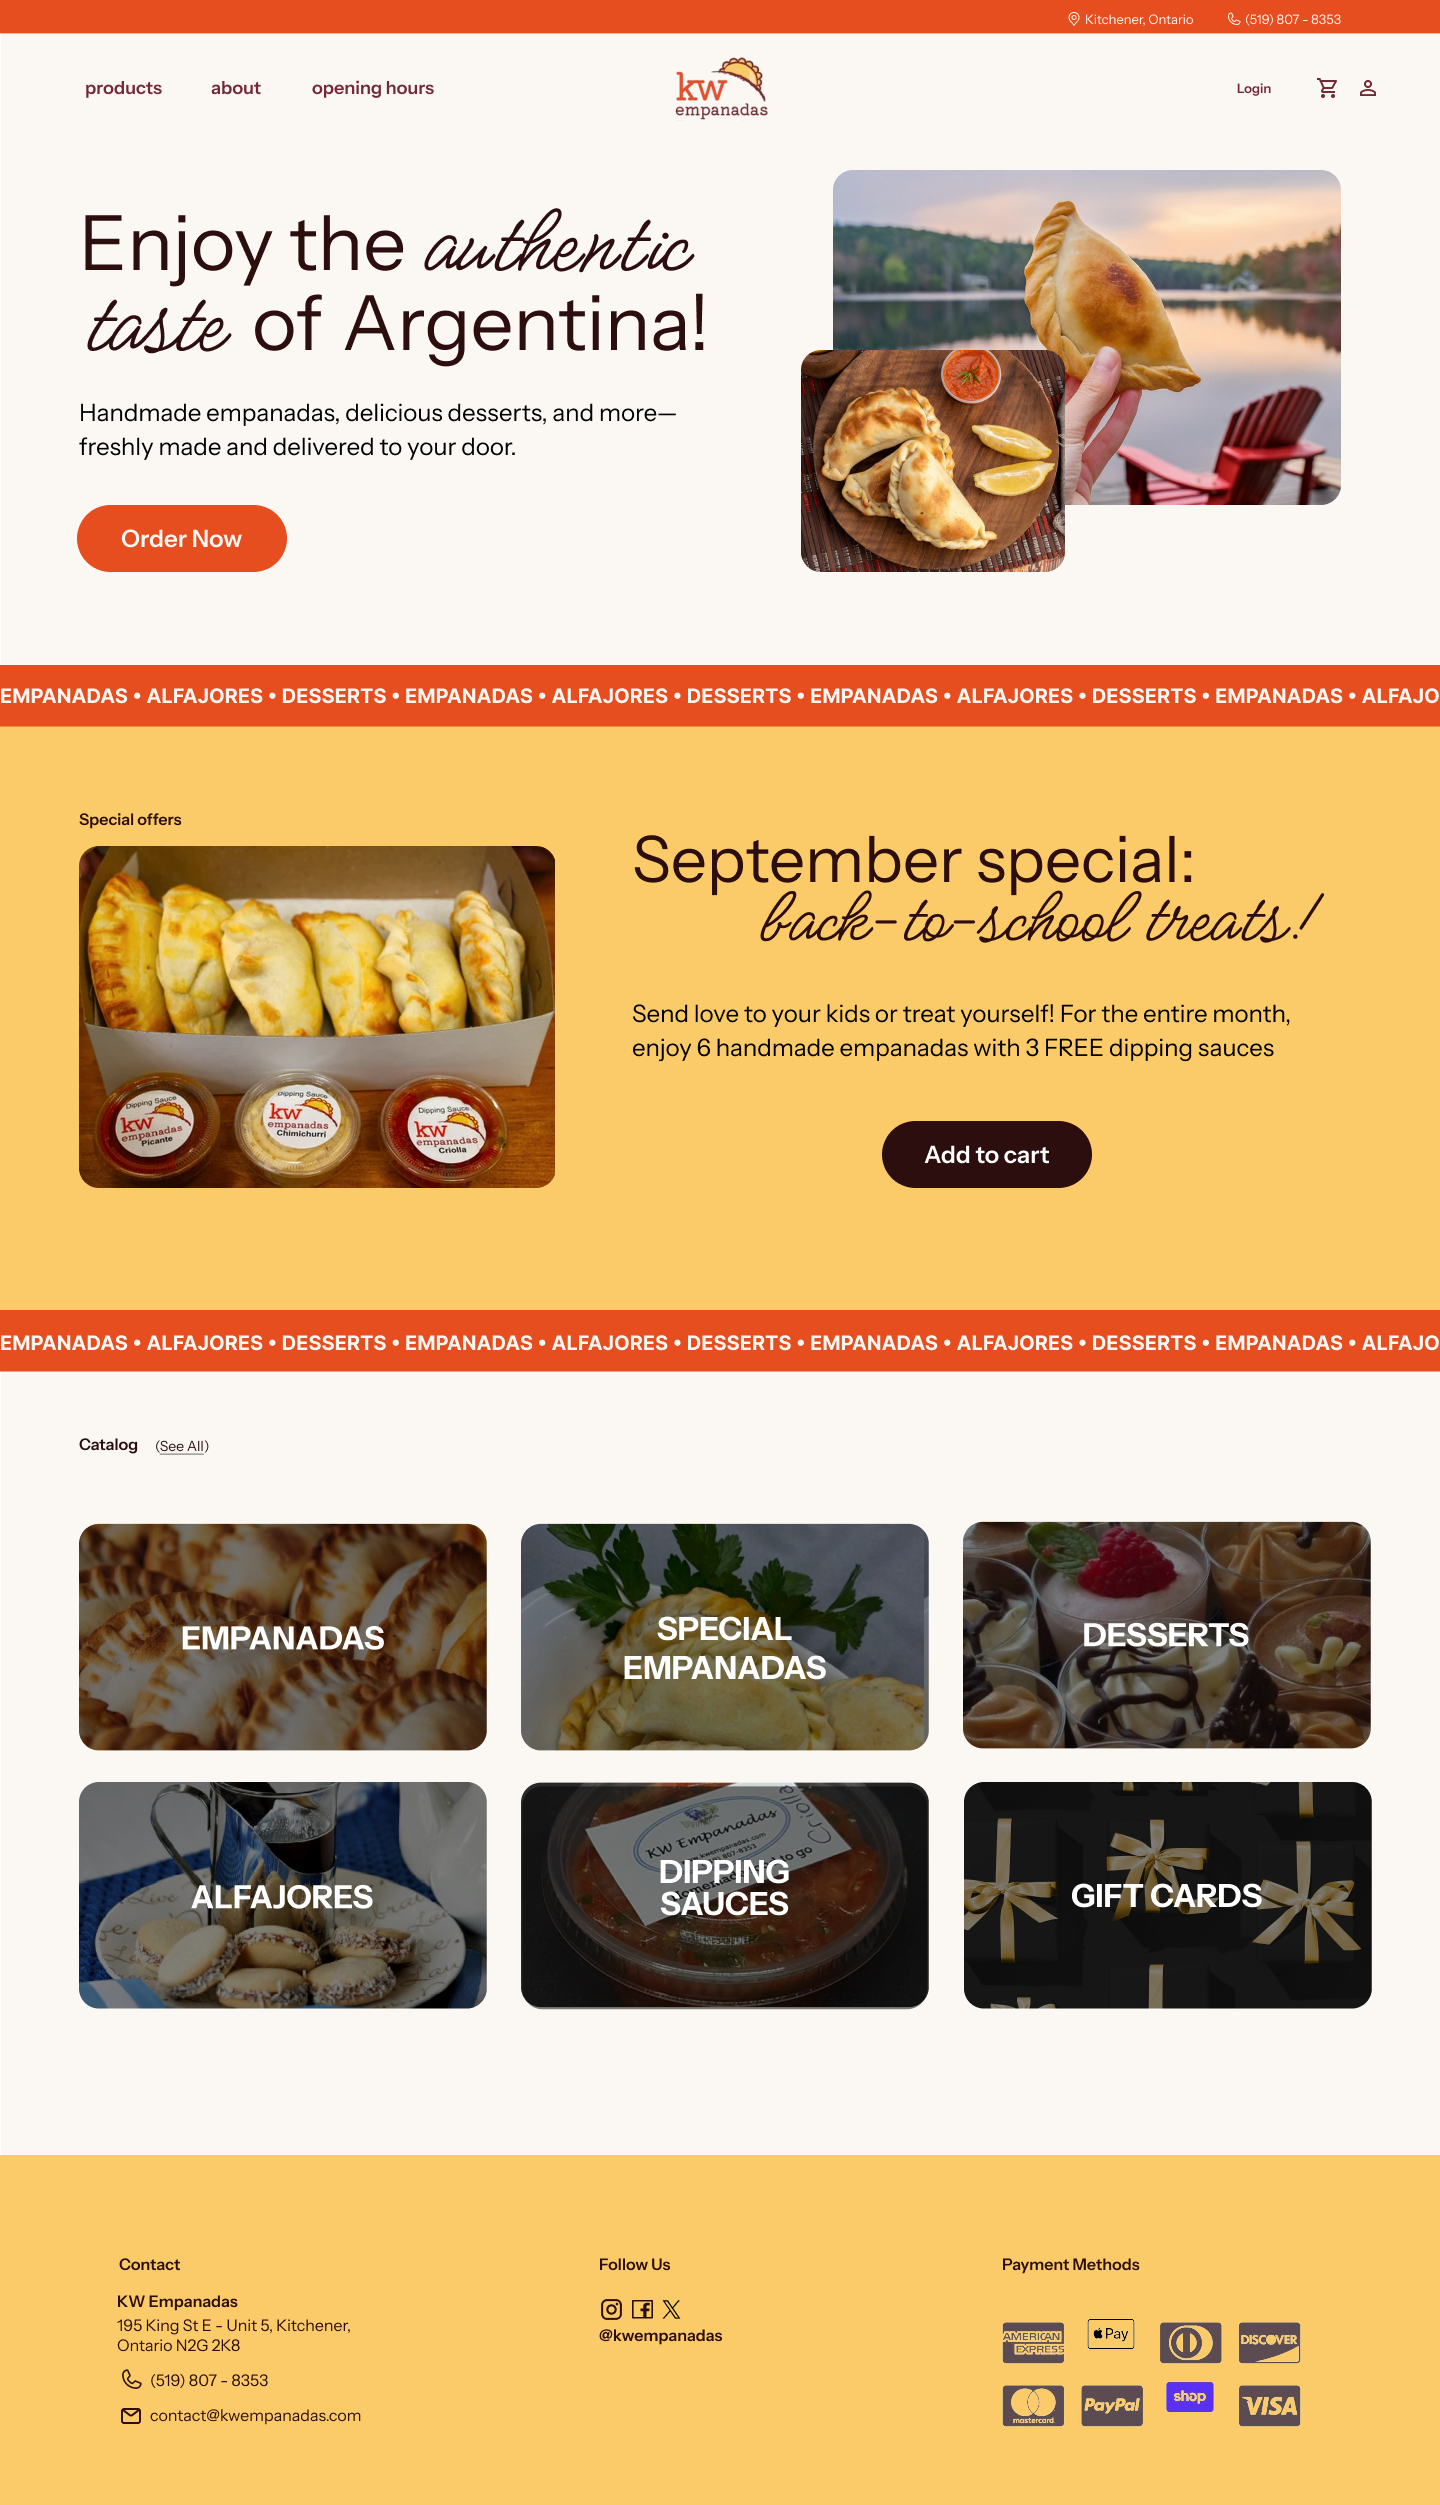 Kitchener, Ontario
(519) 807 - 8353
products
about
opening hours
kw
empanadas
Login
Enjoy the authentic
taste of Argentina!
Handmade empanadas, delicious desserts, and more—
freshly made and delivered to your door.
Order Now
EMPANADAS • ALFAJORES • DESSERTS • EMPANADAS • ALFAJORES • DESSERTS • EMPANADAS • ALFAJORES • DESSERTS • EMPANADAS • ALFAJO
Special offers
Dipping Sauce
kw
empanadas
Picante
Dipping Sauce
kw
empanadas
Chimichurri
Dipping Sauce
kw
empanadas
Criolla
September special:
back-to-school treats!
Send love to your kids or treat yourself! For the entire month,
enjoy 6 handmade empanadas with 3 FREE dipping sauces
Add to cart
EMPANADAS • ALFAJORES • DESSERTS • EMPANADAS • ALFAJORES • DESSERTS • EMPANADAS • ALFAJORES • DESSERTS • EMPANADAS • ALFAJO
Catalog
(See All)
EMPANADAS
SPECIAL
EMPANADAS
DESSERTS
ALFAJORES
KW Empanadas
Criolla
DIPPING
SAUCES
GIFT CARDS
Contact
KW Empanadas
195 King St E - Unit 5, Kitchener,
Ontario N2G 2K8
(519) 807 - 8353
contact@kwempanadas.com
Follow Us
@kwempanadas
Payment Methods
AMERICAN
EXPRESS
Pay
DISCOVER
mastercard
PayPal
shop
VISA